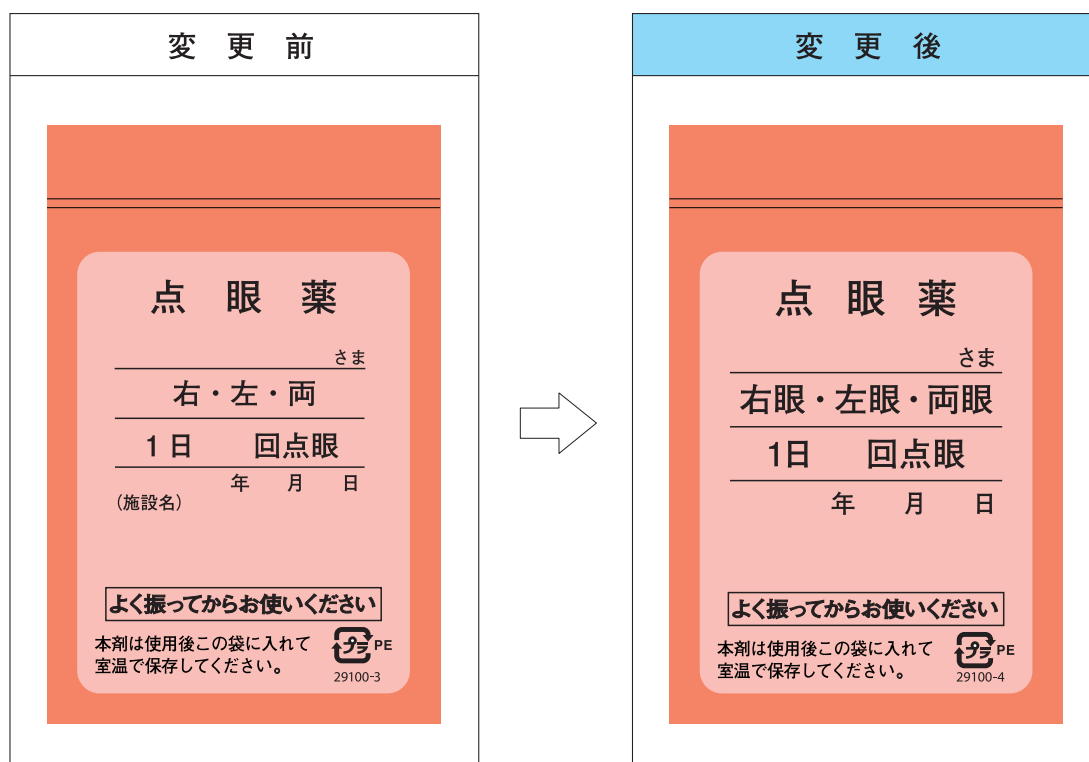 変更前
点眼薬
さま
右・左・両
1日 回点眼
年 月 日
(施設名)
よく振ってからお使いください
本剤は使用後この袋に入れて
室温で保存してください。
プラ PE
29100-3
変更後
点眼薬
さま
右眼・左眼・両眼
1日 回点眼
年 月 日
よく振ってからお使いください
本剤は使用後この袋に入れて
室温で保存してください。
プラ PE
29100-4